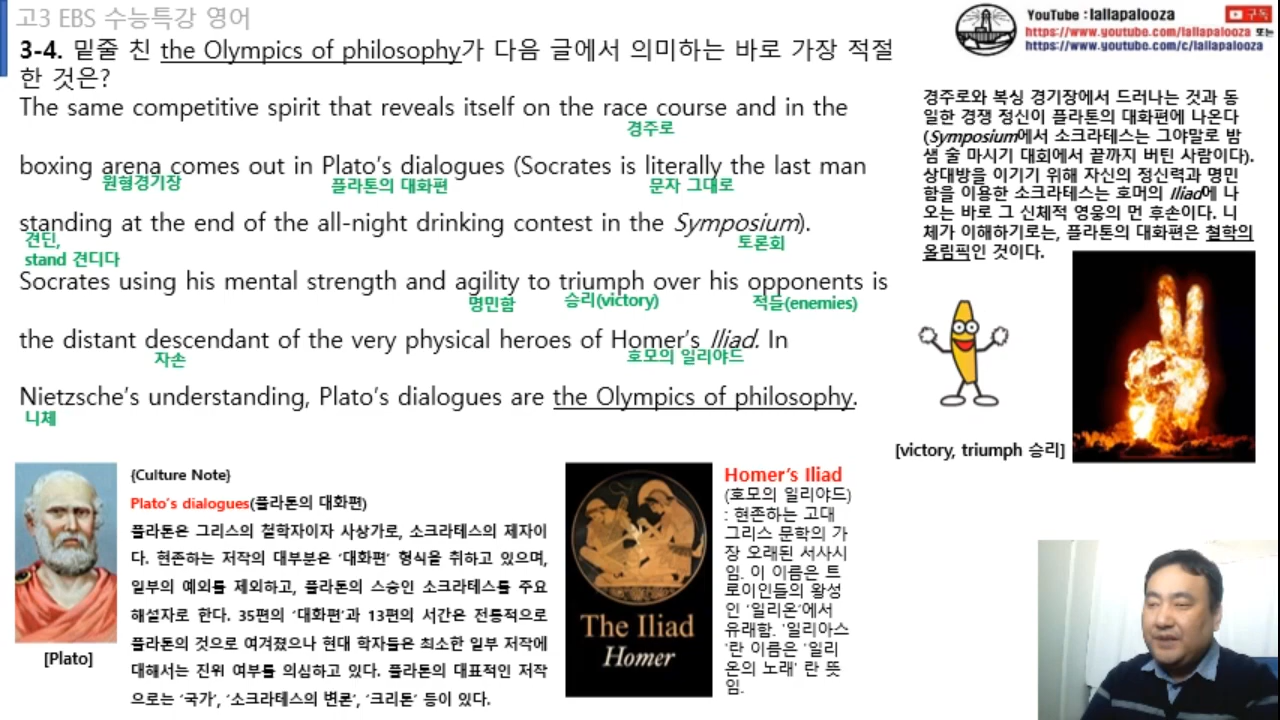 고3 EBS 수능특강 영어
YouTube : lallapalooza
구독
https://www.youtube.com/lallapalooza 또는
https://www.youtube.com/c/lallapalooza
3-4. 밑줄 친 the Olympics of philosophy가 다음 글에서 의미하는 바로 가장 적절
한 것은?
The same competitive spirit that reveals itself on the race course and in the
경주로
boxing arena comes out in Plato's dialogues (Socrates is literally the last man
원형경기장 플라톤의 대화편 문자 그대로
standing at the end of the all-night drinking contest in the Symposium).
견딘, 토론회
stand 견디다
Socrates using his mental strength and agility to triumph over his opponents is
명민함 승리(victory) 적들(enemies)
the distant descendant of the very physical heroes of Homer's Iliad. In
자손 호모의 일리야드
Nietzsche's understanding, Plato's dialogues are the Olympics of philosophy.
니체
경주로와 복싱 경기장에서 드러나는 것과 동
일한 경쟁 정신이 플라톤의 대화편에 나온다
(Symposium에서 소크라테스는 그야말로 밤
샘 술 마시기 대회에서 끝까지 버틴 사람이다).
상대방을 이기기 위해 자신의 정신력과 명민
함을 이용한 소크라테스는 호머의 Iliad에 나
오는 바로 그 신체적 영웅의 먼 후손이다. 니
체가 이해하기로는, 플라톤의 대화편은 철학의
올림픽인 것이다.
[victory, triumph 승리]
[Plato]
{Culture Note}
Plato's dialogues(플라톤의 대화편)
플라톤은 그리스의 철학자이자 사상가로, 소크라테스의 제자이
다. 현존하는 저작의 대부분은 '대화편' 형식을 취하고 있으며,
일부의 예외를 제외하고, 플라톤의 스승인 소크라테스를 주요
해설자로 한다. 35편의 '대화편'과 13편의 서간은 전통적으로
플라톤의 것으로 여겨졌으나 현대 학자들은 최소한 일부 저작에
대해서는 진위 여부를 의심하고 있다. 플라톤의 대표적인 저작
으로는 '국가', '소크라테스의 변론', '크리톤' 등이 있다.
The Iliad
Homer
Homer's Iliad
(호모의 일리야드)
: 현존하는 고대
그리스 문학의 가
장 오래된 서사시
임. 이 이름은 트
로이인들의 왕성
인 '일리온'에서
유래함. '일리아스
'란 이름은 '일리
온의 노래' 란 뜻
임.